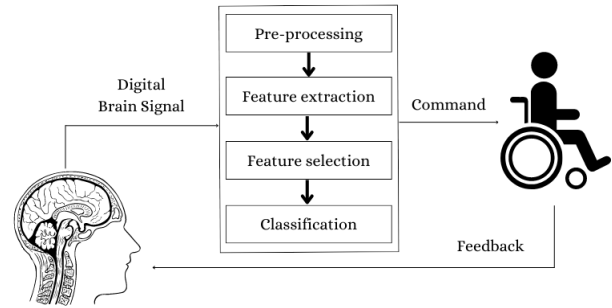 Digital
Brain Signal
Pre-processing
Feature extraction
Feature selection
Classification
Command
Feedback